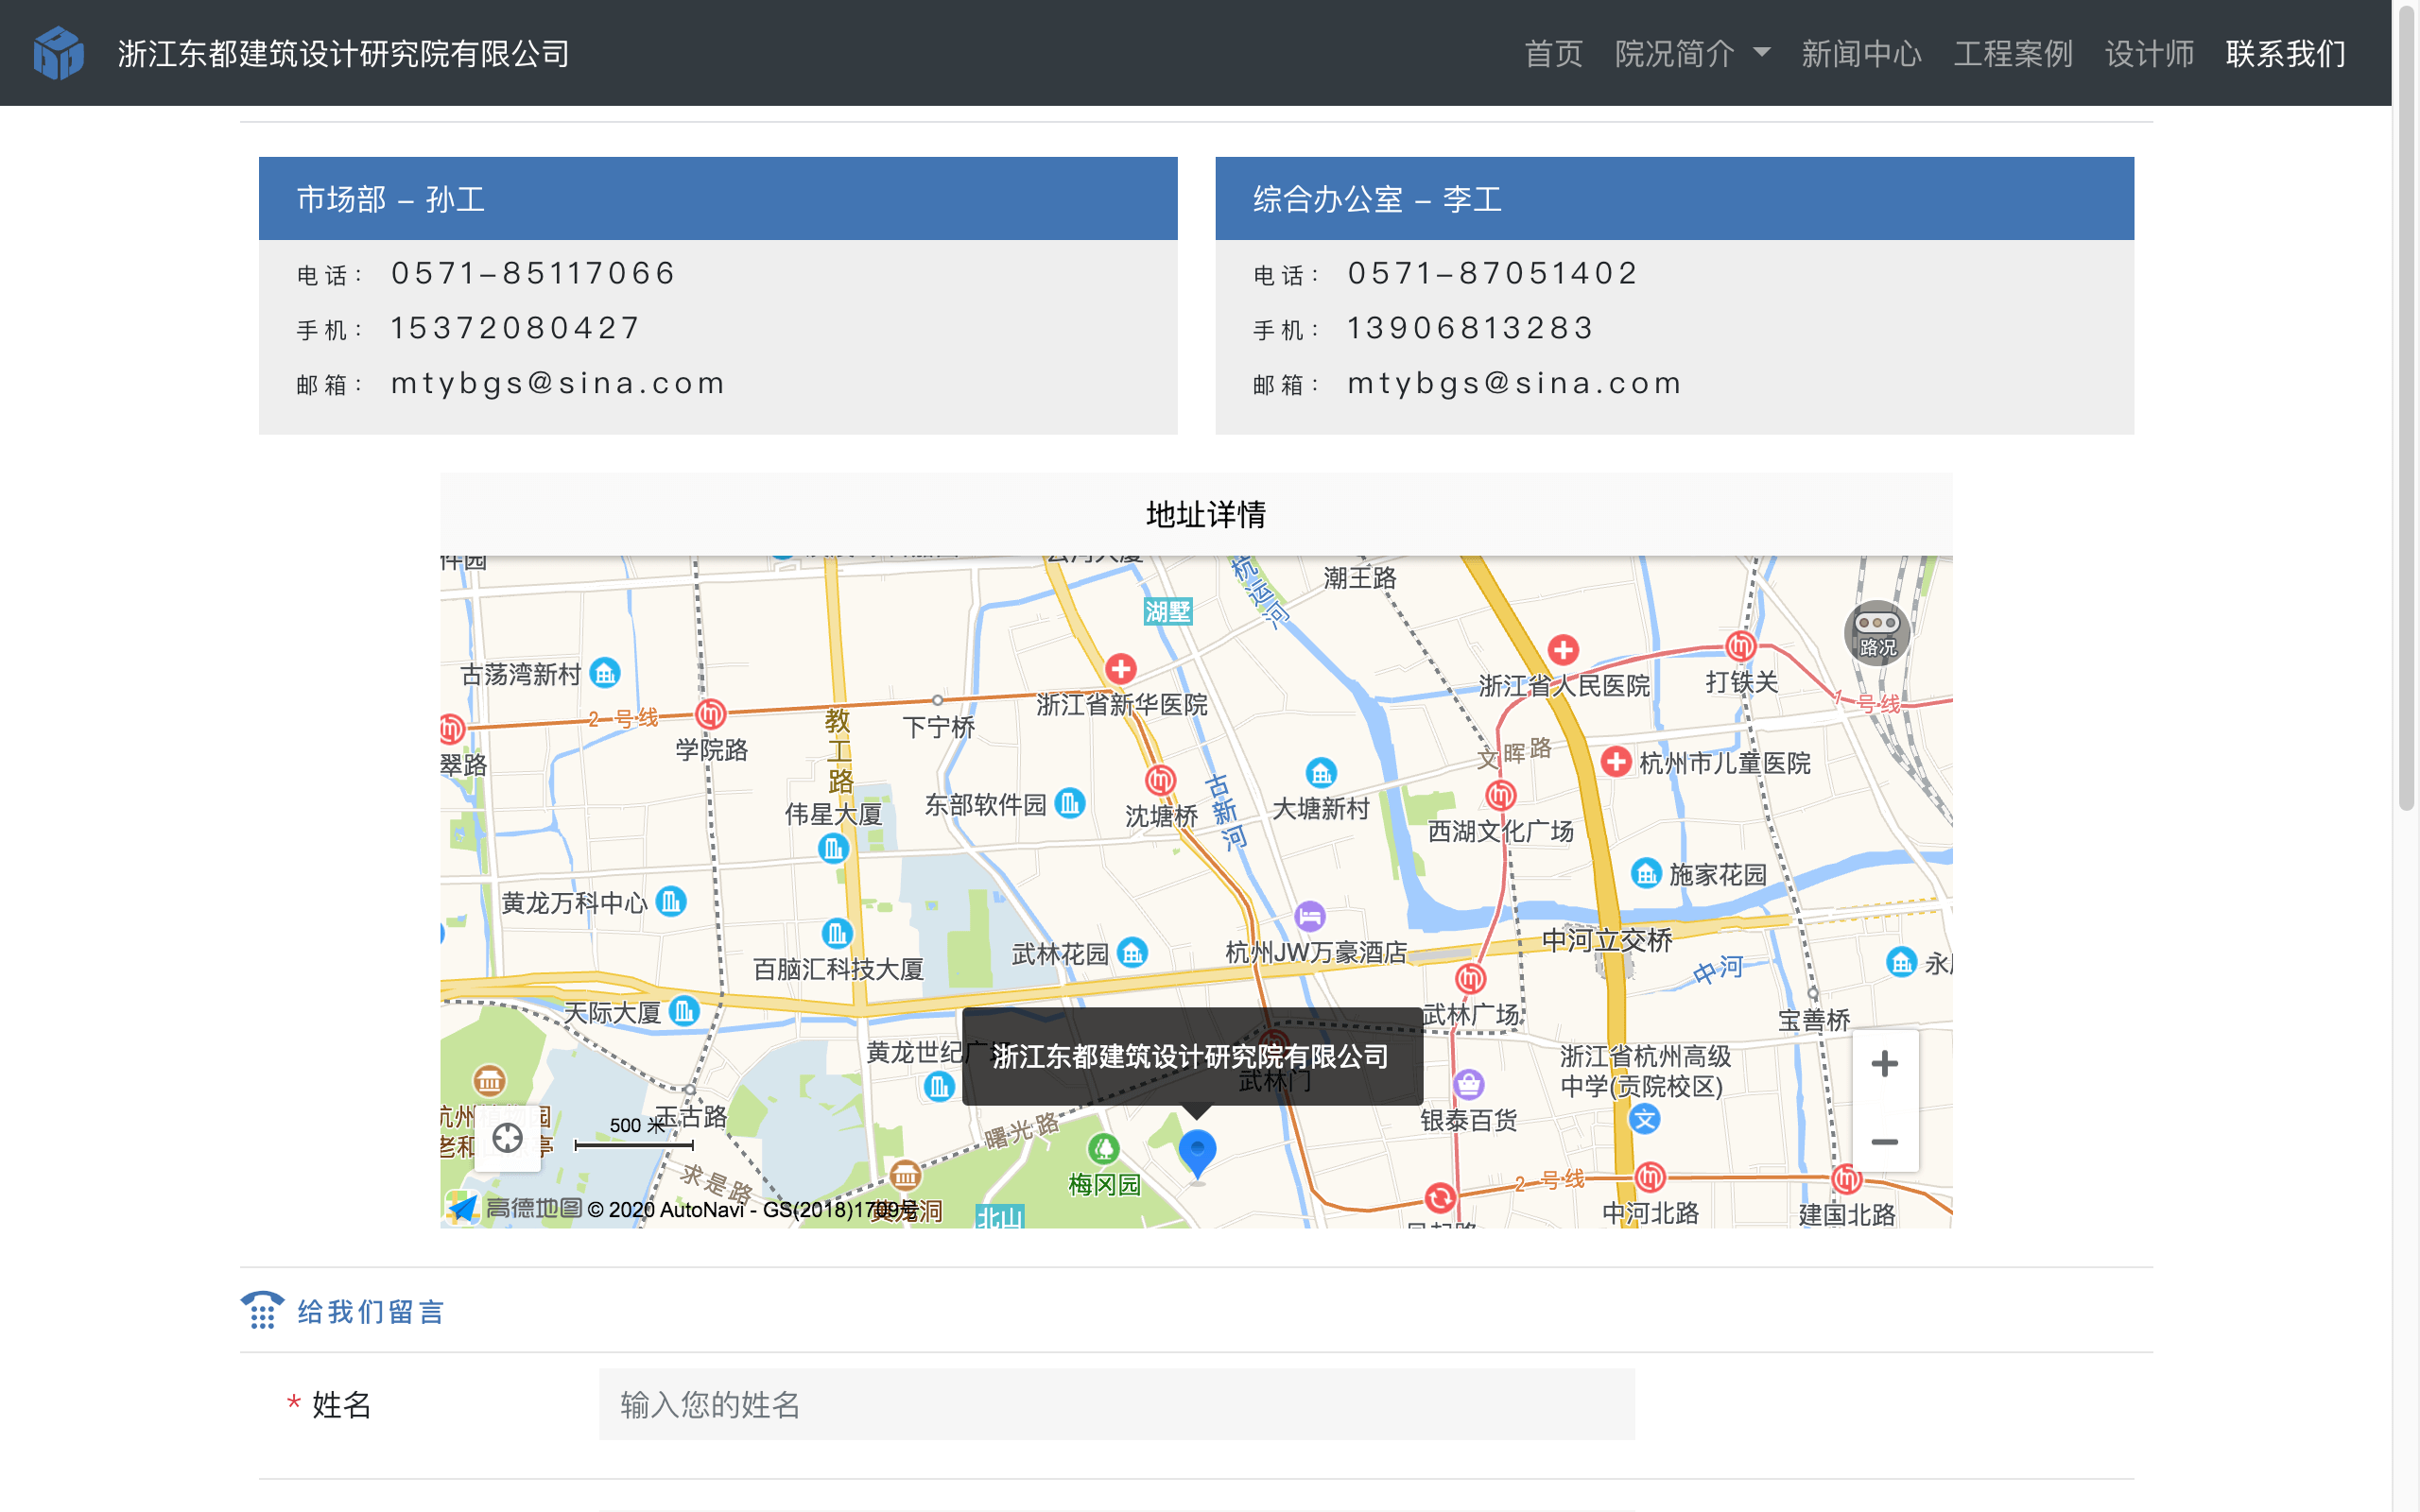 浙江东都建筑设计研究院有限公司
首页 院况简介 新闻中心 工程案例 设计师 联系我们
市场部 – 孙工
电话： 0571-85117066
手机： 15372080427
邮箱： mtybgs@sina.com
综合办公室 – 李工
电话： 0571-87051402
手机： 13906813283
邮箱： mtybgs@sina.com
地址详情
潮王路
杭
运
河
湖墅
路况
古荡湾新村
浙江省新华医院
浙江省人民医院
打铁关
1号线
2号线
学院路
下宁桥
教
工
路
翠路
文晖路
杭州市儿童医院
伟星大厦
东部软件园
沈塘桥
古
新
河
大塘新村
西湖文化广场
施家花园
黄龙万科中心
百脑汇科技大厦
武林花园
杭州JW万豪酒店
中河立交桥
中河
天际大厦
武林广场
宝善桥
黄龙世纪广场
浙江东都建筑设计研究院有限公司
武林门
浙江省杭州高级
中学(贡院校区)
银泰百货
玉古路
500 米
曙光路
梅冈园
求是路
黄龙洞
北山
2号线
中河北路
建国北路
高德地图 © 2020 AutoNavi - GS(2018)1709号
给我们留言
* 姓名
输入您的姓名